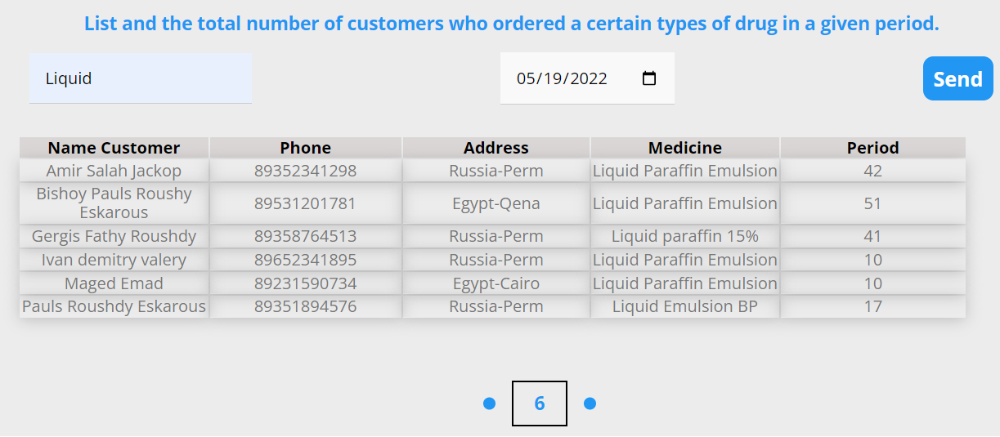 List and the total number of customers who ordered a certain types of drug in a given period.
Liquid 05/19/2022 Send
Name Customer Phone Address Medicine Period
Amir Salah Jackop 89352341298 Russia-Perm Liquid Paraffin Emulsion 42
Bishoy Pauls Roushy
Eskarous 89531201781 Egypt-Qena Liquid Paraffin Emulsion 51
Gergis Fathy Roushdy 89358764513 Russia-Perm Liquid paraffin 15% 41
Ivan demitry valery 89652341895 Russia-Perm Liquid Paraffin Emulsion 10
Maged Emad 89231590734 Egypt-Cairo Liquid Paraffin Emulsion 10
Pauls Roushdy Eskarous 89351894576 Russia-Perm Liquid Emulsion BP 17
6